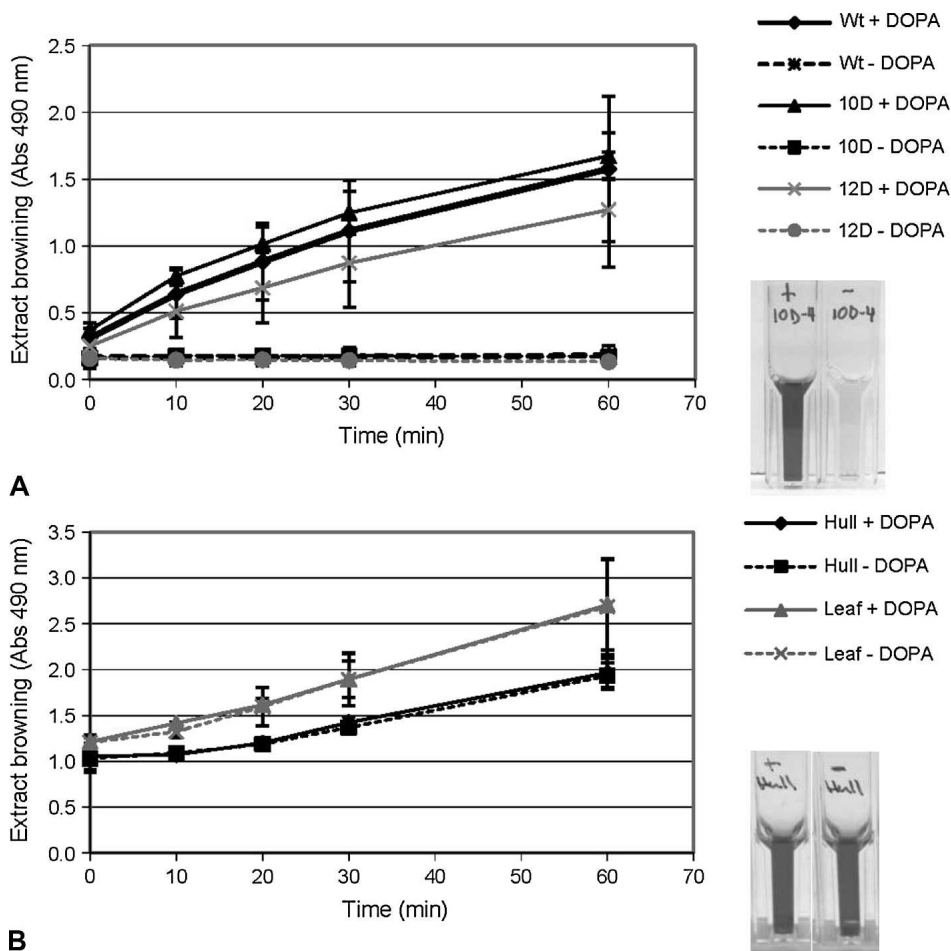 2.5
2.0
1.5
1.0
0.5
0.0
Extract browining (Abs 490 nm)
0 10 20 30 40 50 60 70
Time (min)
A
Wt + DOPA
Wt - DOPA
10D + DOPA
10D - DOPA
12D + DOPA
12D - DOPA
+ −
10D-4 10D-4
3.5
3.0
2.5
2.0
1.5
1.0
0.5
0.0
Extract browning (Abs 490 nm)
0 10 20 30 40 50 60 70
Time (min)
B
Hull + DOPA
Hull - DOPA
Leaf + DOPA
Leaf - DOPA
+ −
Hull Hull